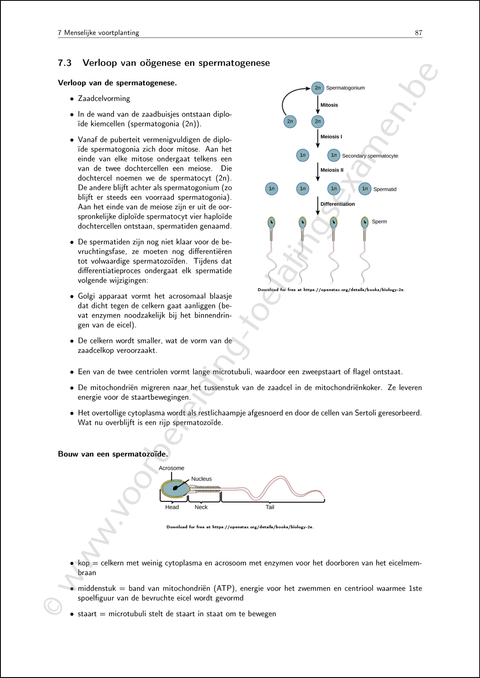 7 Menselijke voortplanting 87
7.3 Verloop van oögenese en spermatogenese
Verloop van de spermatogenese.
• Zaadcelvorming
• In de wand van de zaadbuisjes ontstaan diplo-
ïde kiemcellen (spermatogonia (2n)).
• Vanaf de puberteit vermenigvuldigen de diplo-
ïde spermatogonia zich door mitose. Aan het
einde van elke mitose ondergaat telkens een
van de twee dochtercellen een meiose. Die
dochtercel noemen we de spermatocyt (2n).
De andere blijft achter als spermatogonium (zo
blijft er steeds een voorraad spermatogonia).
Aan het einde van de meiose zijn er uit de oor-
spronkelijke diploïde spermatocyt vier haploïde
dochtercellen ontstaan, spermatiden genaamd.
• De spermatiden zijn nog niet klaar voor de be-
vruchtingsfase, ze moeten nog differentiëren
tot volwaardige spermatozoïden. Tijdens dat
differentiatieproces ondergaat elk spermatide
volgende wijzigingen:
• Golgi apparaat vormt het acrosomaal blaasje
dat dicht tegen de celkern gaat aanliggen (be-
vat enzymen noodzakelijk bij het binnendrin-
gen van de eicel).
• De celkern wordt smaller, wat de vorm van de
zaadcelkop veroorzaakt.
2n Spermatogonium
Mitosis
2n 2n
Meiosis I
1n 1n Secondary spermatocyte
Meiosis II
1n 1n 1n 1n Spermatid
Differentiation
Sperm
Download for free at https://openstax.org/details/books/biology-2e.
• Een van de twee centriolen vormt lange microtubuli, waardoor een zweepstaart of flagel ontstaat.
• De mitochondriën migreren naar het tussenstuk van de zaadcel in de mitochondriënkoker. Ze leveren
energie voor de staartbewegingen.
• Het overtollige cytoplasma wordt als restlichaampje afgesnoerd en door de cellen van Sertoli geresorbeerd.
Wat nu overblijft is een rijp spermatozoïde.
Bouw van een spermatozoïde.
Acrosome
Nucleus
Head Neck Tail
Download for free at https://openstax.org/details/books/biology-2e.
• kop = celkern met weinig cytoplasma en acrosoom met enzymen voor het doorboren van het eicelmem-
braan
• middenstuk = band van mitochondriën (ATP), energie voor het zwemmen en centriool waarmee 1ste
spoelfiguur van de bevruchte eicel wordt gevormd
• staart = microtubuli stelt de staart in staat om te bewegen
© www.voorbereiding-toelatingsexamen.be